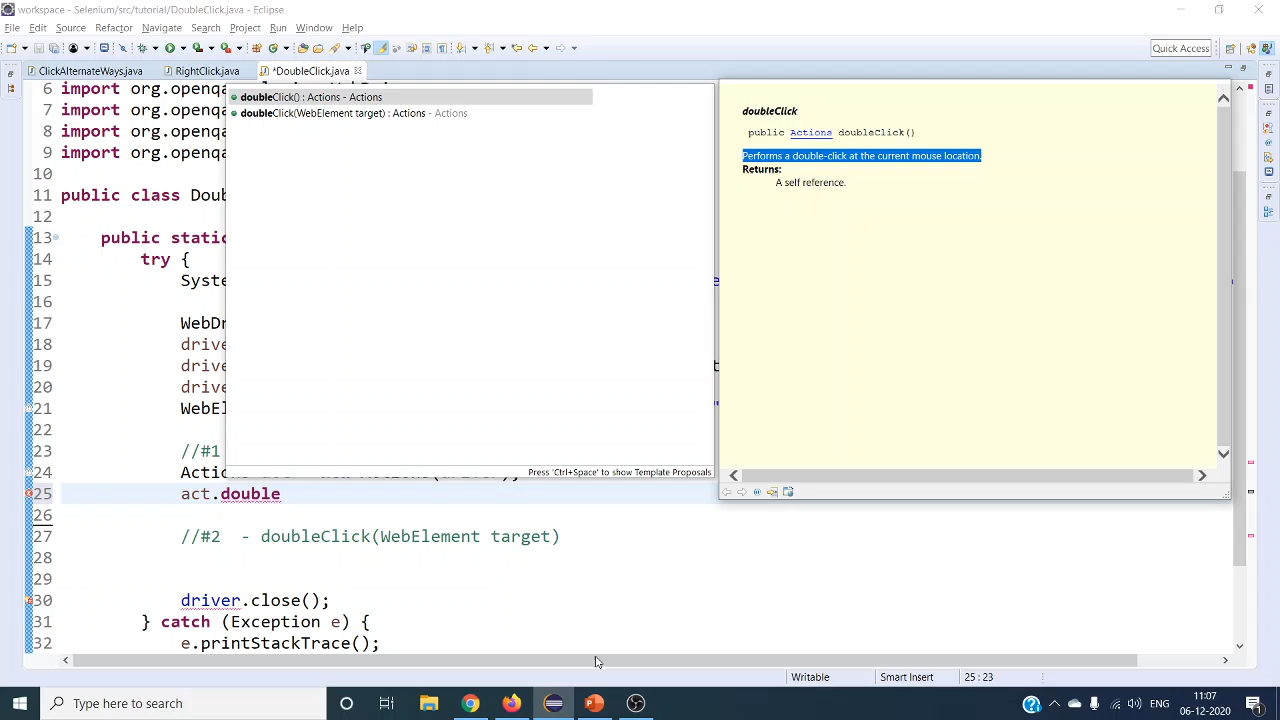 workspace - Selenium/src/tutorial/DoubleClick.java - Eclipse
File Edit Source Refactor Navigate Search Project Run Window Help
Quick Access
ClickAlternateWays.java RightClick.java *DoubleClick.java
6 import org.openqa
7 import org.openqa
8 import org.openqa
9 import org.openqa
10
11 public class Doub
12
13 public static
14 try {
15 Syste
16
17 WebDr
18 drive
19 drive
20 drive
21 WebEl
22
23 //#1
24
25 act.double
26
27 //#2 - doubleClick(WebElement target)
28
29
30 driver.close();
31 } catch (Exception e) {
32 e.printStackTrace();
doubleClick() : Actions - Actions
doubleClick(WebElement target) : Actions - Actions
Press 'Ctrl+Space' to show Template Proposals
doubleClick
public Actions doubleClick()
Performs a double-click at the current mouse location.
Returns:
A self reference.
Writable Smart Insert 25 : 23
Type here to search
ENG
11:07
06-12-2020
1